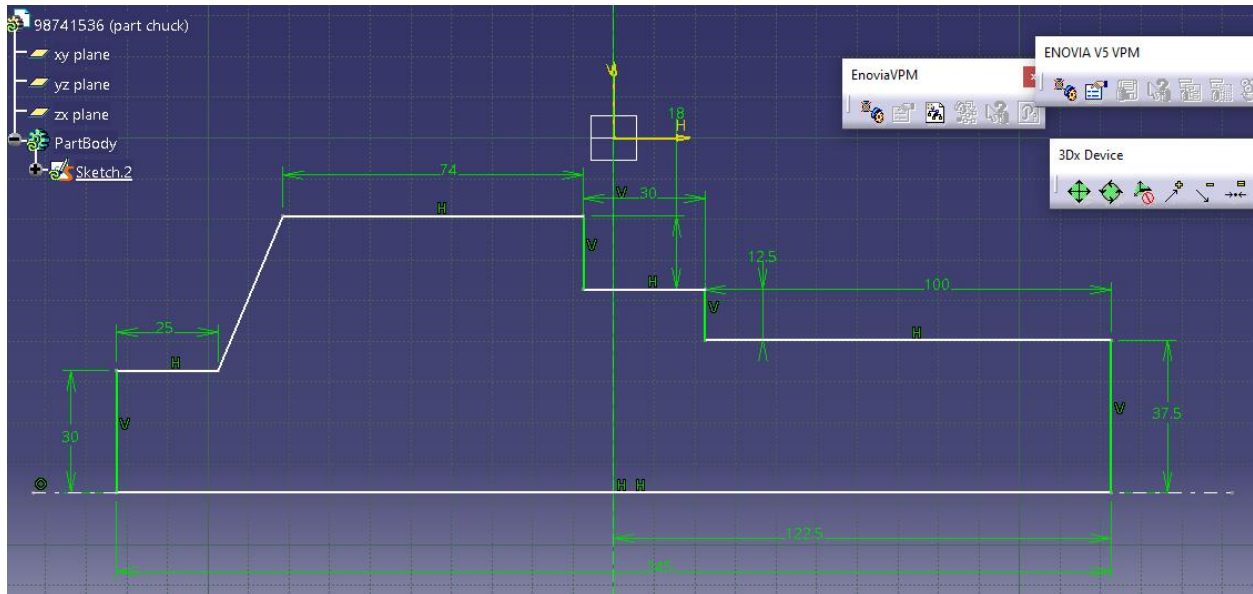 98741536 (part chuck)
xy plane
yz plane
zx plane
PartBody
Sketch.2
ENOVIA V5 VPM
EnoviaVPM
3Dx Device
V
H
18
74
H
V
30
V
12.5
H
100
25
V
H
H
30
V
V
37.5
H H
122.5